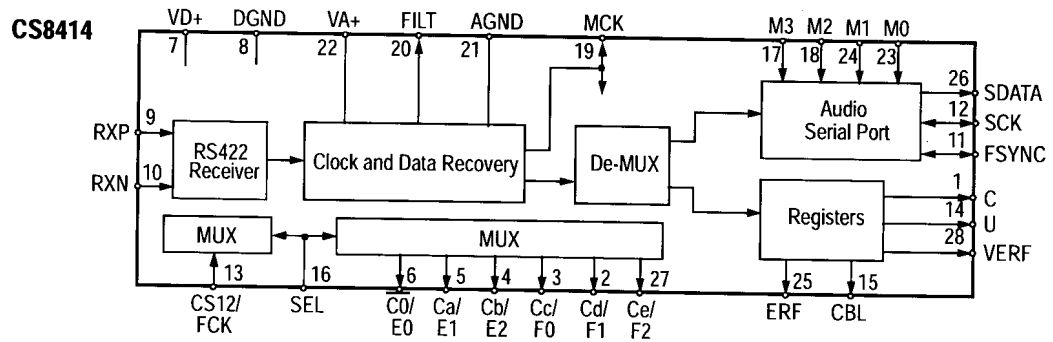 CS8414
VD+ DGND VA+ FILT AGND MCK M3 M2 M1 M0
7 8 22 20 21 19 17 18 24 23
26 SDATA
12 SCK
11 FSYNC
Audio
Serial Port
9
RXP
10
RXN
RS422
Receiver
Clock and Data Recovery
De-MUX
Registers
1 C
14 U
28 VERF
MUX
MUX
13 16 6 5 4 3 2 27 25 15
CS12/
FCK
SEL
C0/
E0
Ca/
E1
Cb/
E2
Cc/
F0
Cd/
F1
Ce/
F2
ERF CBL